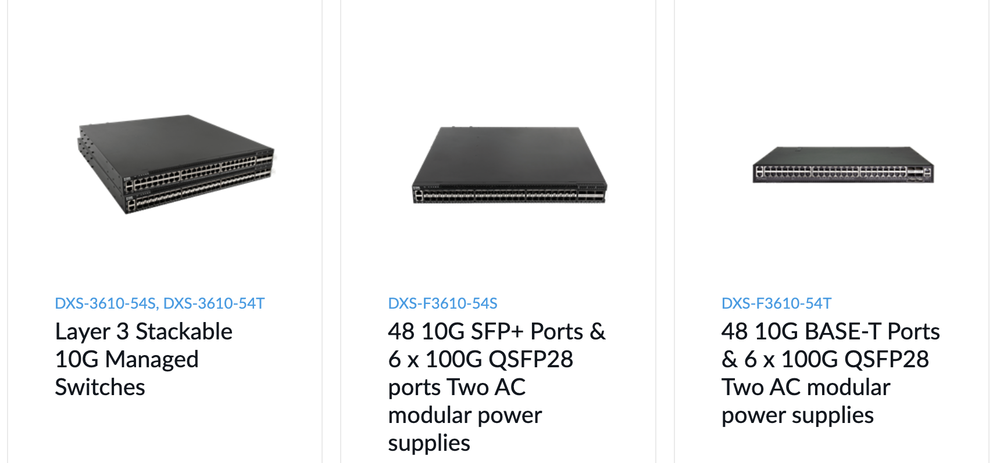 DXS-3610-54S, DXS-3610-54T
Layer 3 Stackable
10G Managed
Switches
DXS-F3610-54S
48 10G SFP+ Ports &
6 x 100G QSFP28
ports Two AC
modular power
supplies
DXS-F3610-54T
48 10G BASE-T Ports
& 6 x 100G QSFP28
Two AC modular
power supplies